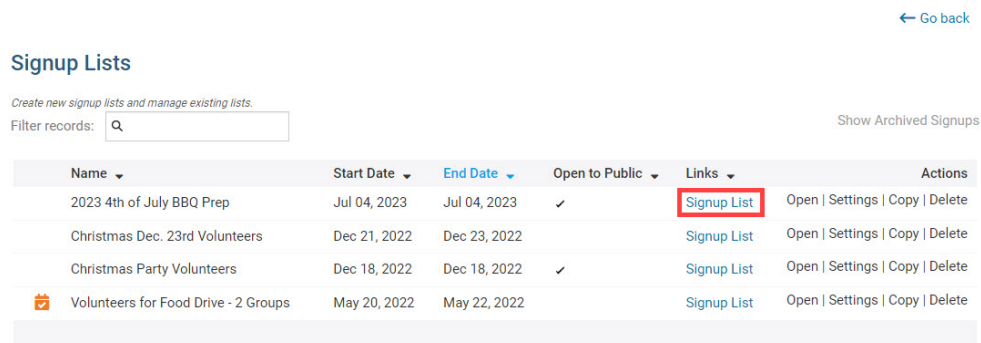 ← Go back
Signup Lists
Create new signup lists and manage existing lists.
Filter records:
Show Archived Signups
Name Start Date End Date Open to Public Links Actions
2023 4th of July BBQ Prep Jul 04, 2023 Jul 04, 2023 ✓ Signup List Open | Settings | Copy | Delete
Christmas Dec. 23rd Volunteers Dec 21, 2022 Dec 23, 2022 Signup List Open | Settings | Copy | Delete
Christmas Party Volunteers Dec 18, 2022 Dec 18, 2022 ✓ Signup List Open | Settings | Copy | Delete
Volunteers for Food Drive - 2 Groups May 20, 2022 May 22, 2022 Signup List Open | Settings | Copy | Delete